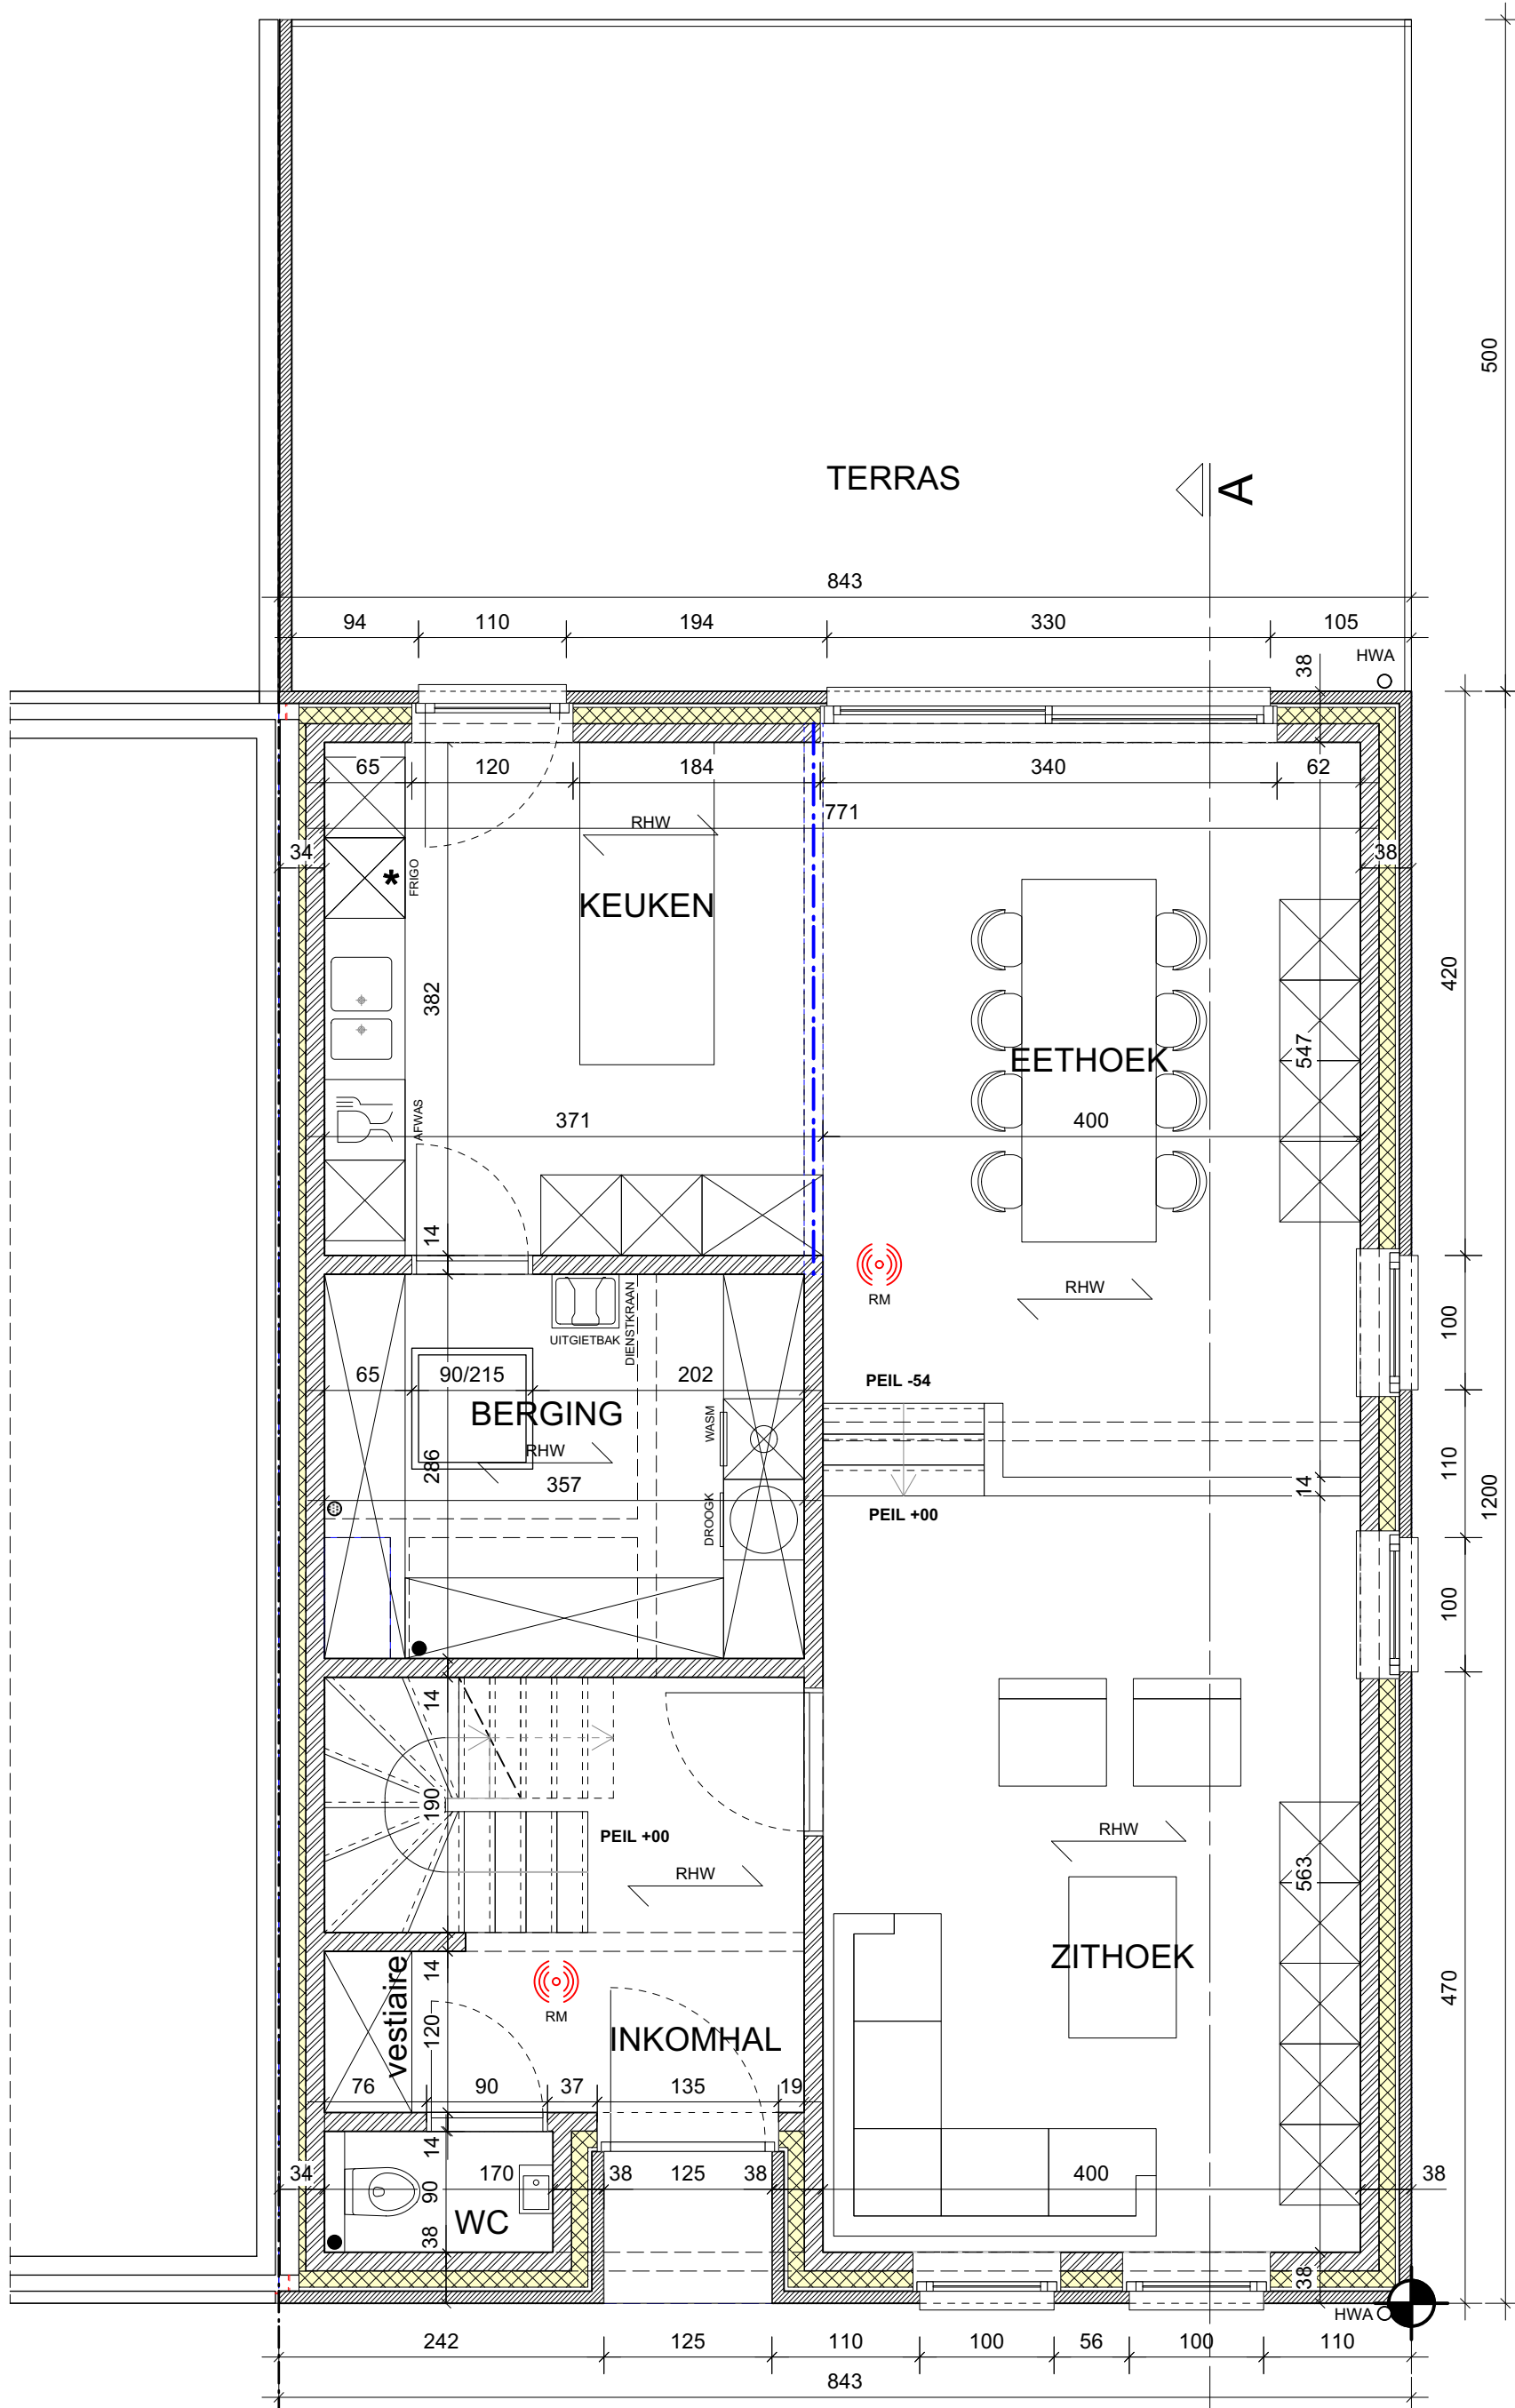 500
TERRAS
A
843
94 110 194 330 105
38
HWA
65 120 184 340 62
771
RHW
34
38
*
FRIGO
KEUKEN
382
420
EETHOEK
547
AFWAS
371
400
14
RM
RHW
100
UITGIETBAK
DIENSTKRAAN
65 90/215 202
PEIL -54
BERGING
WASM
RHW
286
110
357
14
1200
DROOGK
PEIL +00
100
14
190
PEIL +00
RHW
RHW
563
14
vestiaire
RM
ZITHOEK
470
120
INKOMHAL
76 90 37 135 19
14
34 170 38 125 38 400 38
90
WC
38
38
HWA
242 125 110 100 56 100 110
843